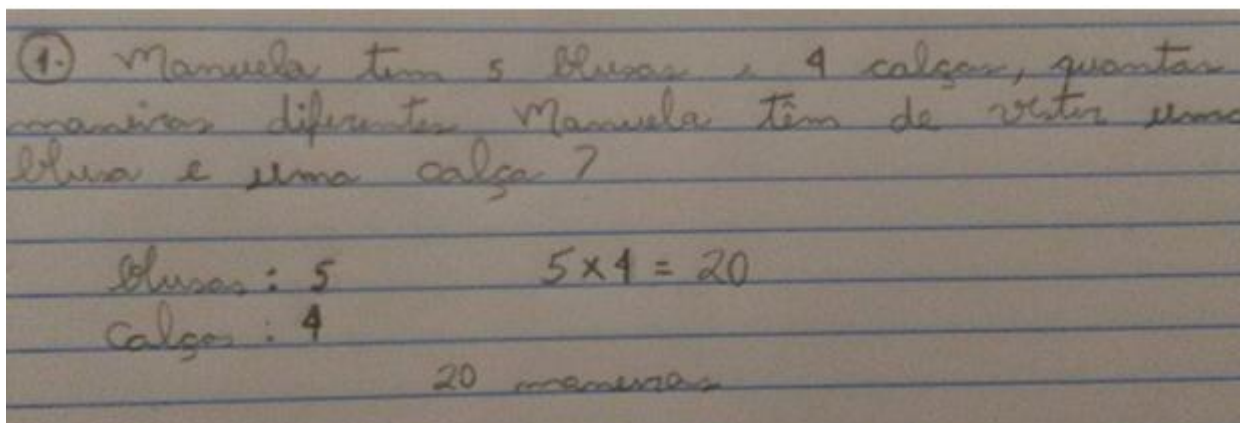 1. Manuela tem 5 blusas e 4 calças, quantas
maneiras diferentes Manuela têm de vestir uma
blusa e uma calça?
blusas: 5 5 x 4 = 20
calças: 4
20 maneiras